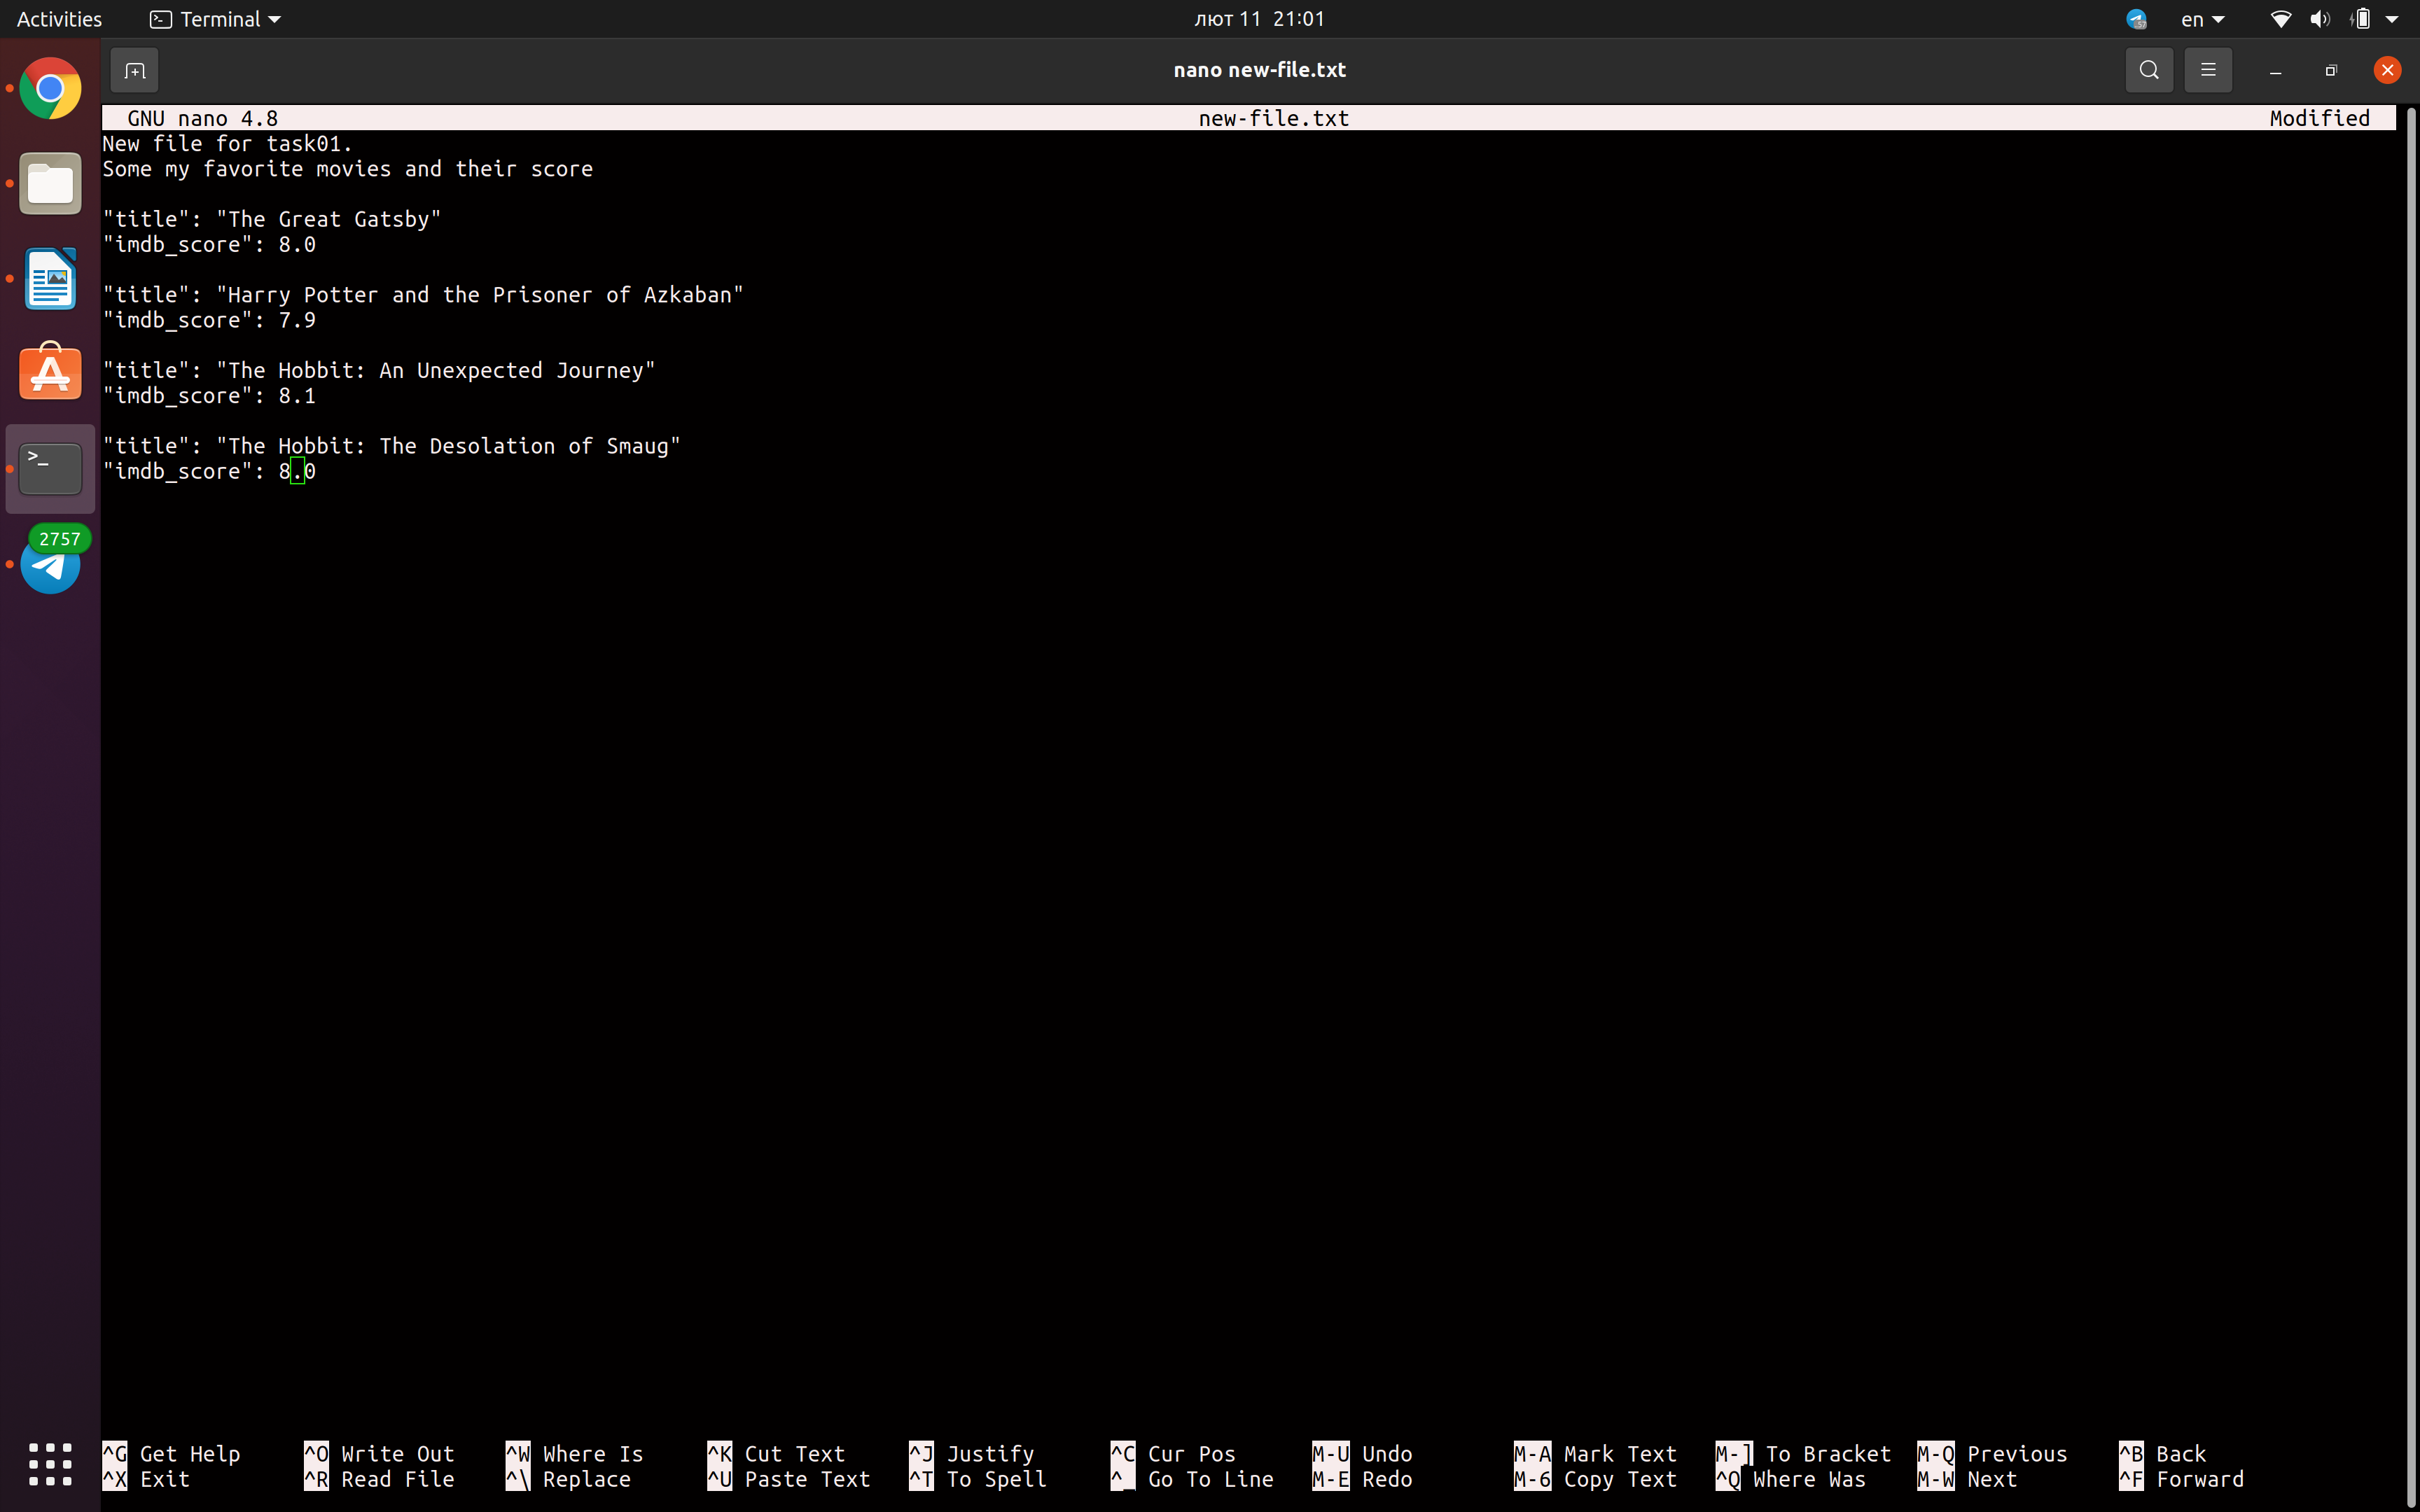 Activities Terminal лют 11 21:01 en
nano new-file.txt
GNU nano 4.8 new-file.txt Modified
New file for task01.
Some my favorite movies and their score
"title": "The Great Gatsby"
"imdb_score": 8.0
"title": "Harry Potter and the Prisoner of Azkaban"
"imdb_score": 7.9
"title": "The Hobbit: An Unexpected Journey"
"imdb_score": 8.1
"title": "The Hobbit: The Desolation of Smaug"
"imdb_score": 8.0
2757
^G Get Help ^O Write Out ^W Where Is ^K Cut Text ^J Justify ^C Cur Pos M-U Undo M-A Mark Text M-] To Bracket M-Q Previous ^B Back
^X Exit ^R Read File ^\ Replace ^U Paste Text ^T To Spell ^_ Go To Line M-E Redo M-6 Copy Text ^Q Where Was M-W Next ^F Forward